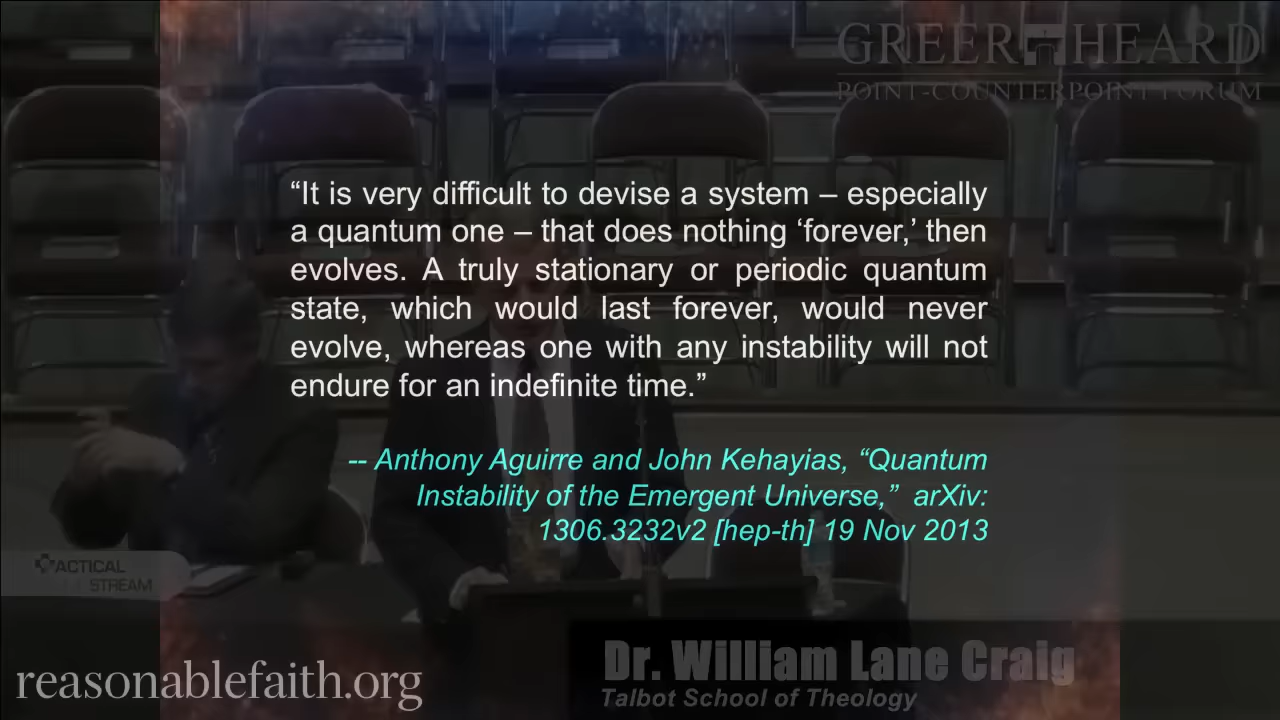 GREER HEARD
POINT-COUNTERPOINT FORUM
“It is very difficult to devise a system – especially
a quantum one – that does nothing ‘forever,’ then
evolves. A truly stationary or periodic quantum
state, which would last forever, would never
evolve, whereas one with any instability will not
endure for an indefinite time.”
-- Anthony Aguirre and John Kehayias, “Quantum
Instability of the Emergent Universe,” arXiv:
1306.3232v2 [hep-th] 19 Nov 2013
ACTICAL
STREAM
Dr. William Lane Craig
Talbot School of Theology
reasonablefaith.org